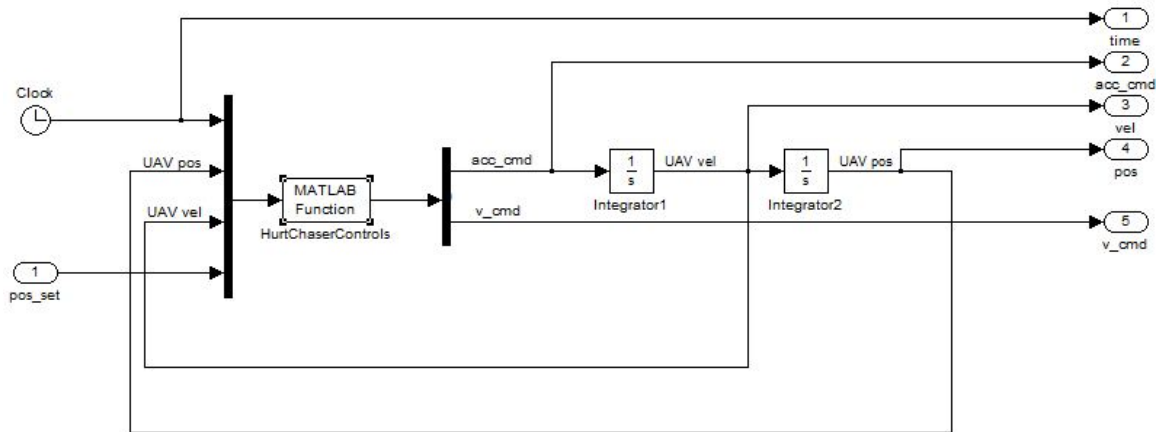 1
time
2
acc_cmd
Clock
3
vel
UAV pos
acc_cmd
1
s
UAV vel
1
s
UAV pos
4
pos
MATLAB
Function
Integrator1
Integrator2
UAV vel
v_cmd
HurtChaserControls
5
v_cmd
1
pos_set